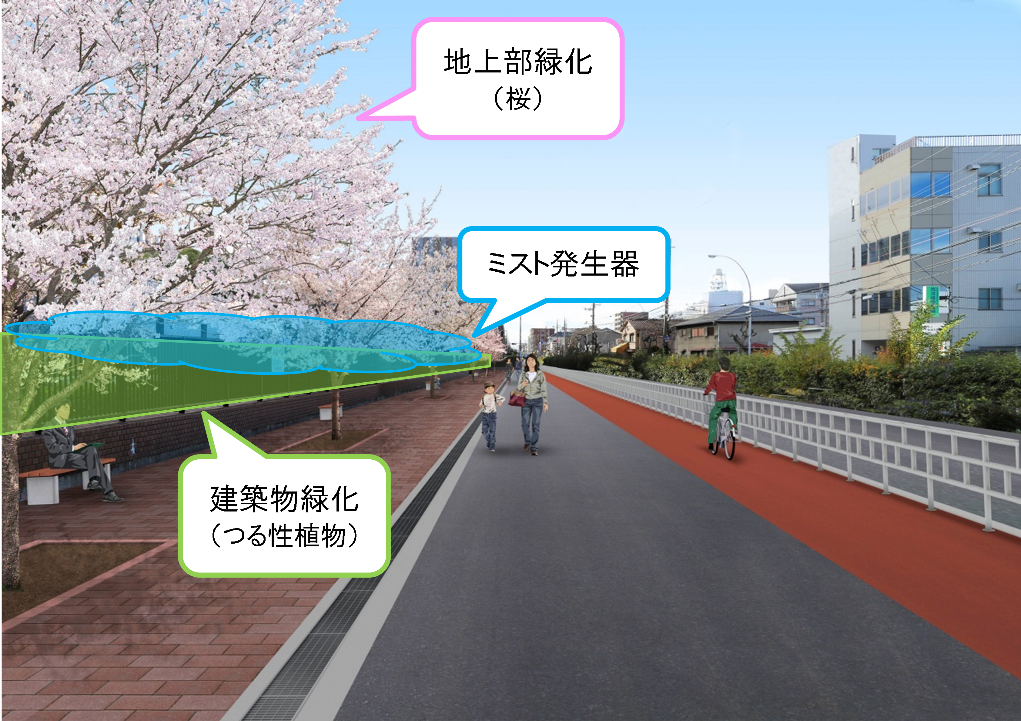 地上部緑化
（桜）
ミスト発生器
建築物緑化
（つる性植物）